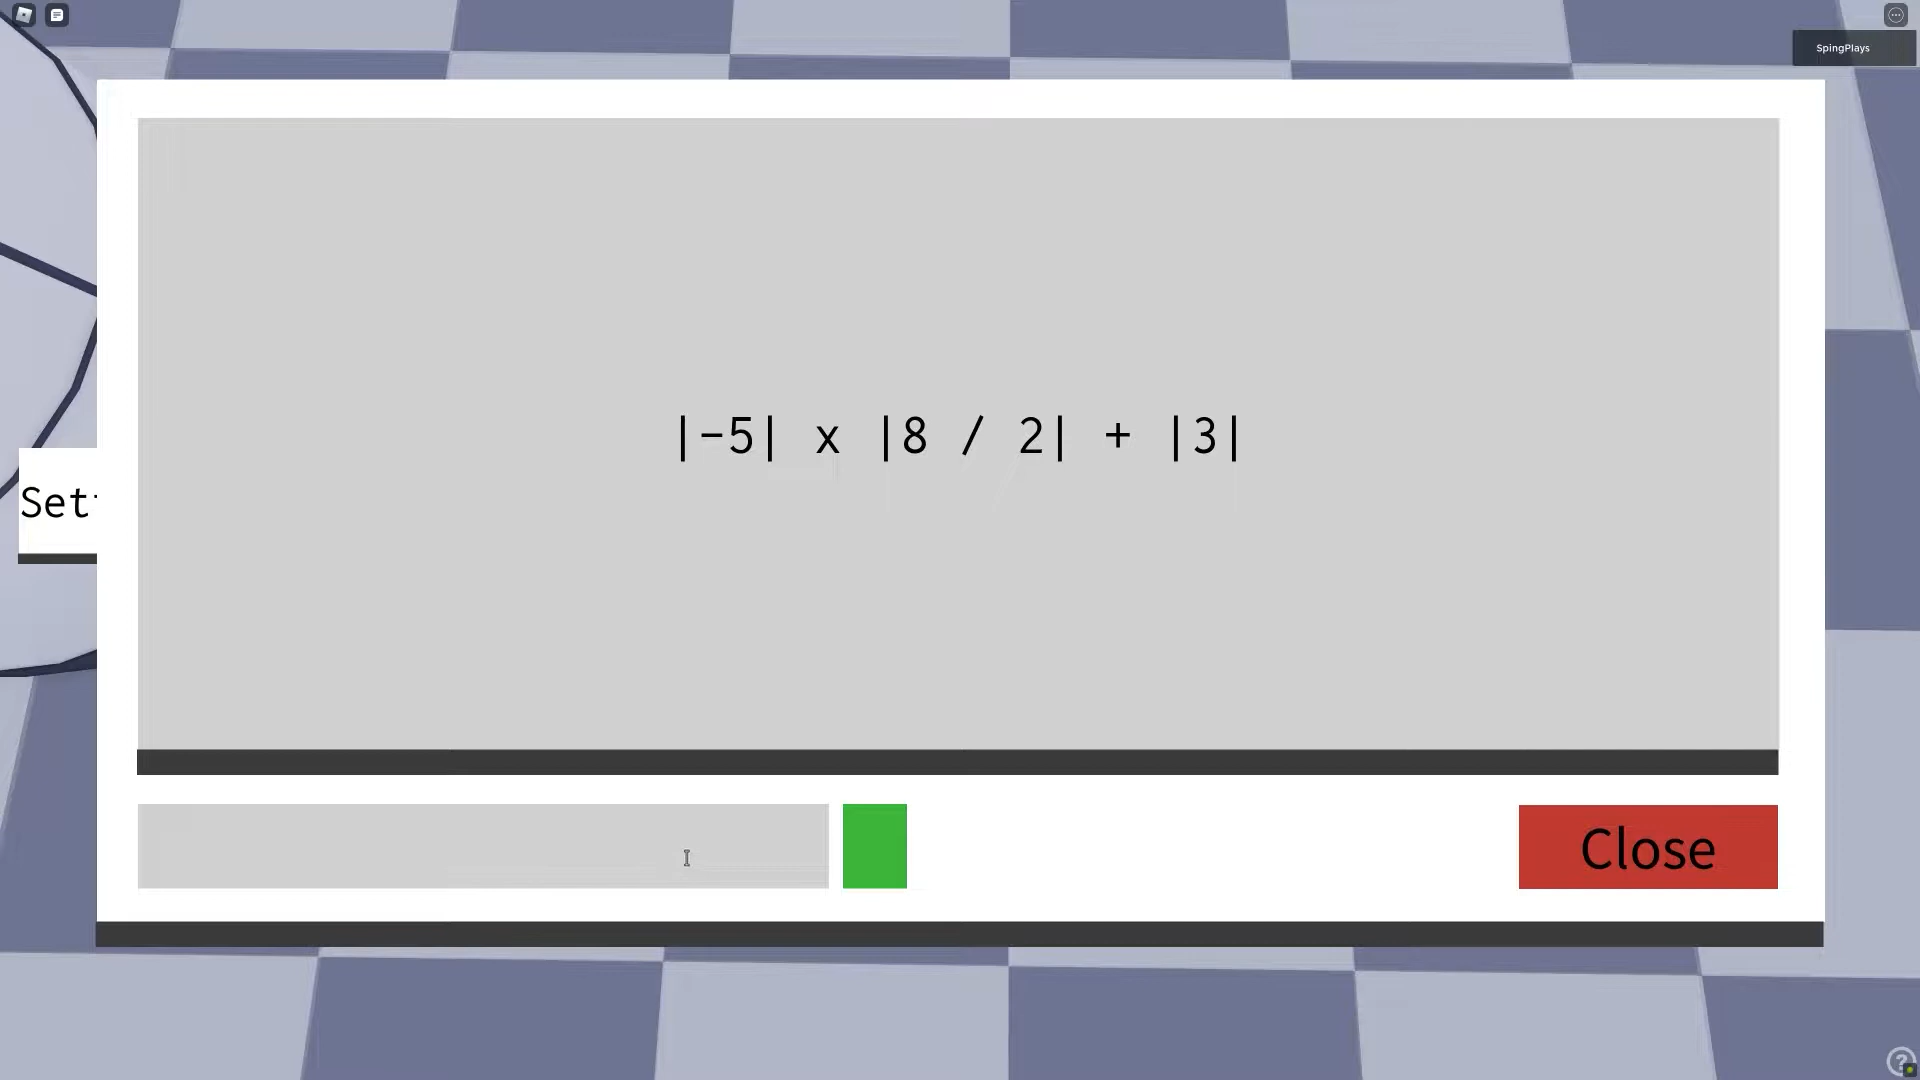 SpingPlays
|-5| x |8 / 2| + |3|
Set
Close
?